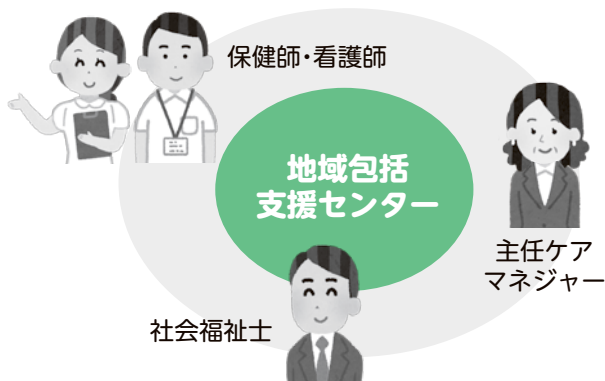 保健師・看護師
地域包括
支援センター
主任ケア
マネジャー
社会福祉士